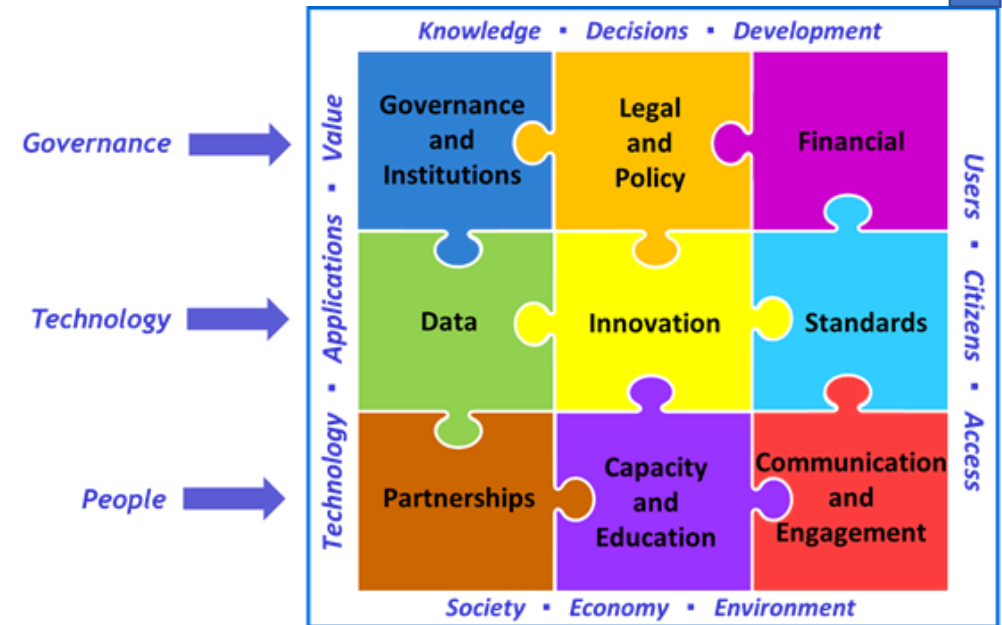 Knowledge ▪ Decisions ▪ Development
Governance
Technology
People
Technology ▪ Applications ▪ Value
Governance
and
Institutions
Legal
and
Policy
Financial
Data
Innovation
Standards
Partnerships
Capacity
and
Education
Communication
and
Engagement
Users ▪ Citizens ▪ Access
Society ▪ Economy ▪ Environment